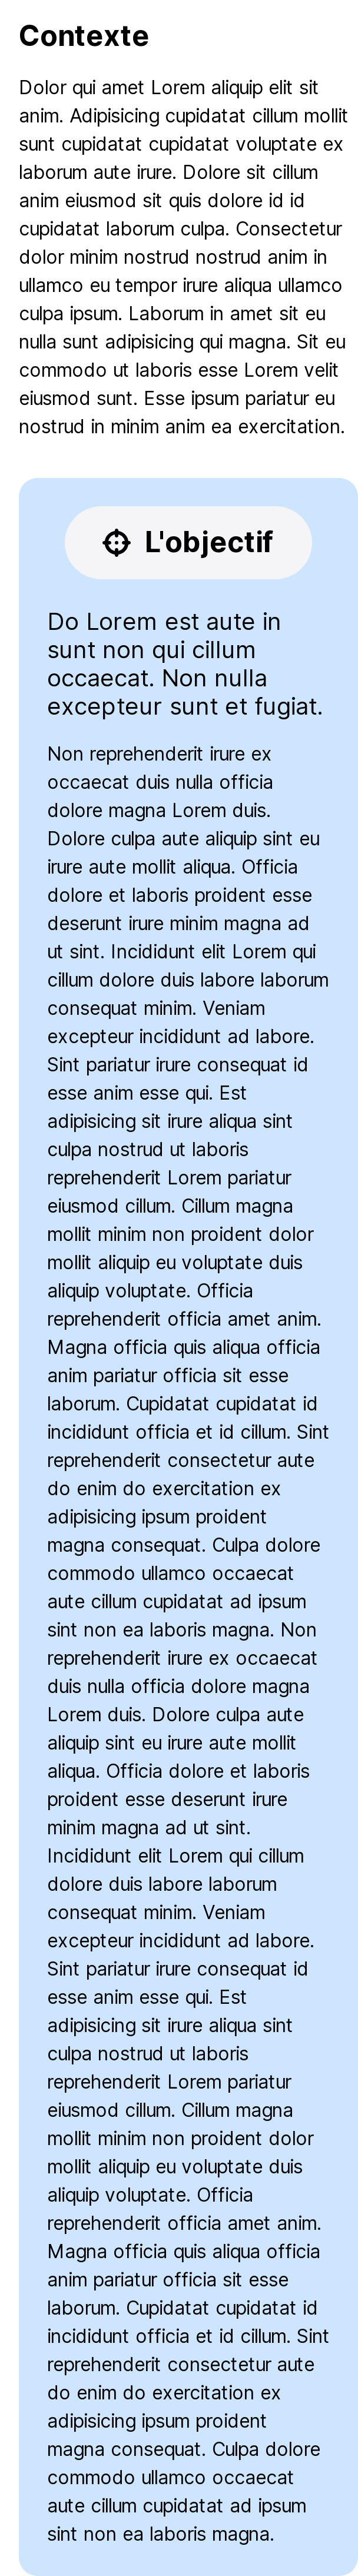 Contexte
Dolor qui amet Lorem aliquip elit sit
anim. Adipisicing cupidatat cillum mollit
sunt cupidatat cupidatat voluptate ex
laborum aute irure. Dolore sit cillum
anim eiusmod sit quis dolore id id
cupidatat laborum culpa. Consectetur
dolor minim nostrud nostrud anim in
ullamco eu tempor irure aliqua ullamco
culpa ipsum. Laborum in amet sit eu
nulla sunt adipisicing qui magna. Sit eu
commodo ut laboris esse Lorem velit
eiusmod sunt. Esse ipsum pariatur eu
nostrud in minim anim ea exercitation.
L'objectif
Do Lorem est aute in
sunt non qui cillum
occaecat. Non nulla
excepteur sunt et fugiat.
Non reprehenderit irure ex
occaecat duis nulla officia
dolore magna Lorem duis.
Dolore culpa aute aliquip sint eu
irure aute mollit aliqua. Officia
dolore et laboris proident esse
deserunt irure minim magna ad
ut sint. Incididunt elit Lorem qui
cillum dolore duis labore laborum
consequat minim. Veniam
excepteur incididunt ad labore.
Sint pariatur irure consequat id
esse anim esse qui. Est
adipisicing sit irure aliqua sint
culpa nostrud ut laboris
reprehenderit Lorem pariatur
eiusmod cillum. Cillum magna
mollit minim non proident dolor
mollit aliquip eu voluptate duis
aliquip voluptate. Officia
reprehenderit officia amet anim.
Magna officia quis aliqua officia
anim pariatur officia sit esse
laborum. Cupidatat cupidatat id
incididunt officia et id cillum. Sint
reprehenderit consectetur aute
do enim do exercitation ex
adipisicing ipsum proident
magna consequat. Culpa dolore
commodo ullamco occaecat
aute cillum cupidatat ad ipsum
sint non ea laboris magna. Non
reprehenderit irure ex occaecat
duis nulla officia dolore magna
Lorem duis. Dolore culpa aute
aliquip sint eu irure aute mollit
aliqua. Officia dolore et laboris
proident esse deserunt irure
minim magna ad ut sint.
Incididunt elit Lorem qui cillum
dolore duis labore laborum
consequat minim. Veniam
excepteur incididunt ad labore.
Sint pariatur irure consequat id
esse anim esse qui. Est
adipisicing sit irure aliqua sint
culpa nostrud ut laboris
reprehenderit Lorem pariatur
eiusmod cillum. Cillum magna
mollit minim non proident dolor
mollit aliquip eu voluptate duis
aliquip voluptate. Officia
reprehenderit officia amet anim.
Magna officia quis aliqua officia
anim pariatur officia sit esse
laborum. Cupidatat cupidatat id
incididunt officia et id cillum. Sint
reprehenderit consectetur aute
do enim do exercitation ex
adipisicing ipsum proident
magna consequat. Culpa dolore
commodo ullamco occaecat
aute cillum cupidatat ad ipsum
sint non ea laboris magna.